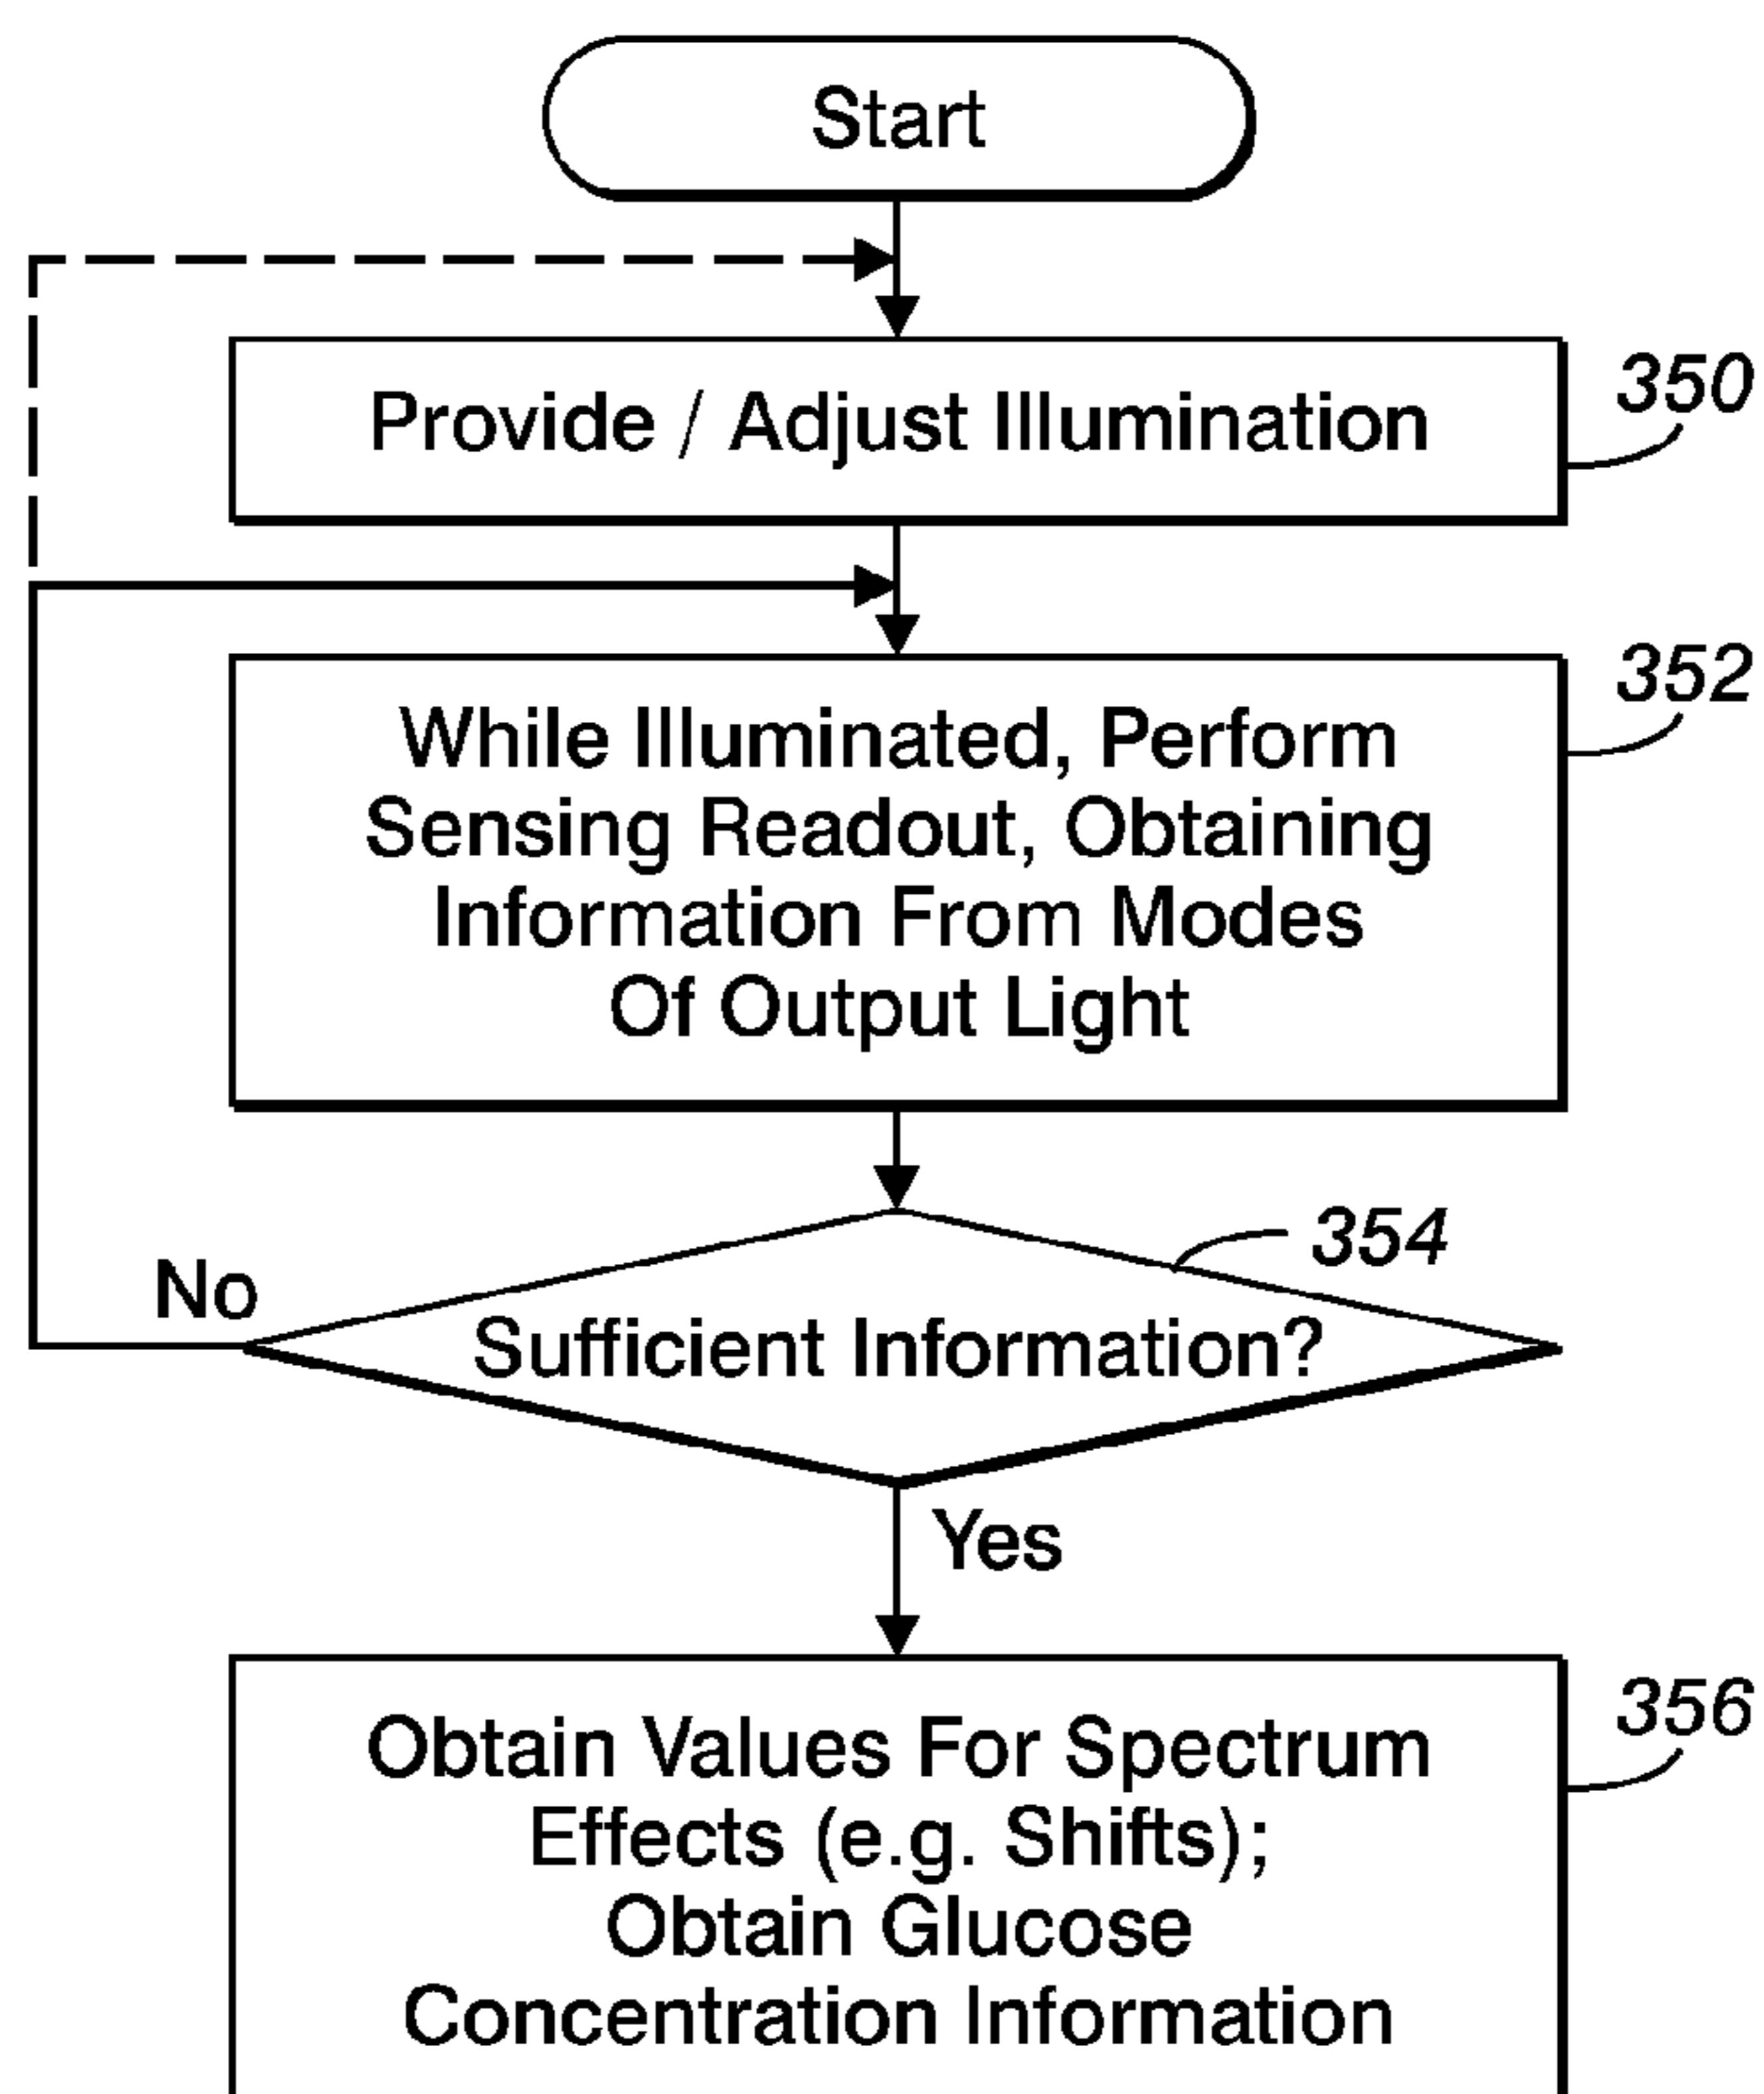 Start
Provide / Adjust Illumination
350
While Illuminated, Perform
Sensing Readout, Obtaining
Information From Modes
Of Output Light
352
354
No
Sufficient Information?
Yes
Obtain Values For Spectrum
Effects (e.g. Shifts);
Obtain Glucose
Concentration Information
356